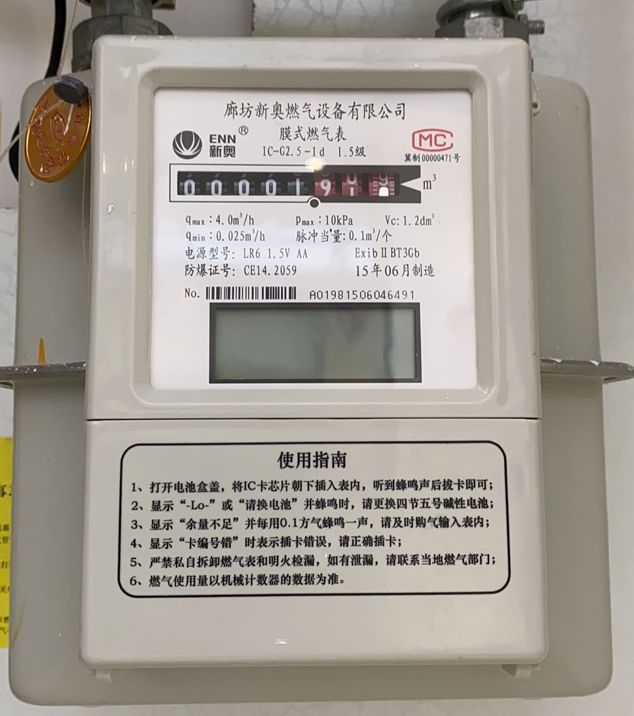 廊坊新奥燃气设备有限公司
ENN®
新奥
膜式燃气表
IC-G2.5-Id 1.5级
MC
冀制00000471号
00001 9 m³
qmax:4.0m³/h pmax:10kPa Vc:1.2dm³
qmin:0.025m³/h 脉冲当量:0.1m³/个
电源型号: LR6 1.5V AA ExibⅡBT3Gb
防爆证号: CE14.2059 15年06月制造
No. A01981506046491
使用指南
1、打开电池盒盖，将IC卡芯片朝下插入表内，听到蜂鸣声后拔卡即可；
2、显示“-Lo-”或“请换电池”并蜂鸣时，请更换四节五号碱性电池；
3、显示“余量不足”并每用0.1方气蜂鸣一声，请及时购气输入表内；
4、显示“卡编号错”时表示插卡错误，请正确插卡；
5、严禁私自拆卸燃气表和明火检漏，如有泄漏，请联系当地燃气部门；
6、燃气使用量以机械计数器的数据为准。